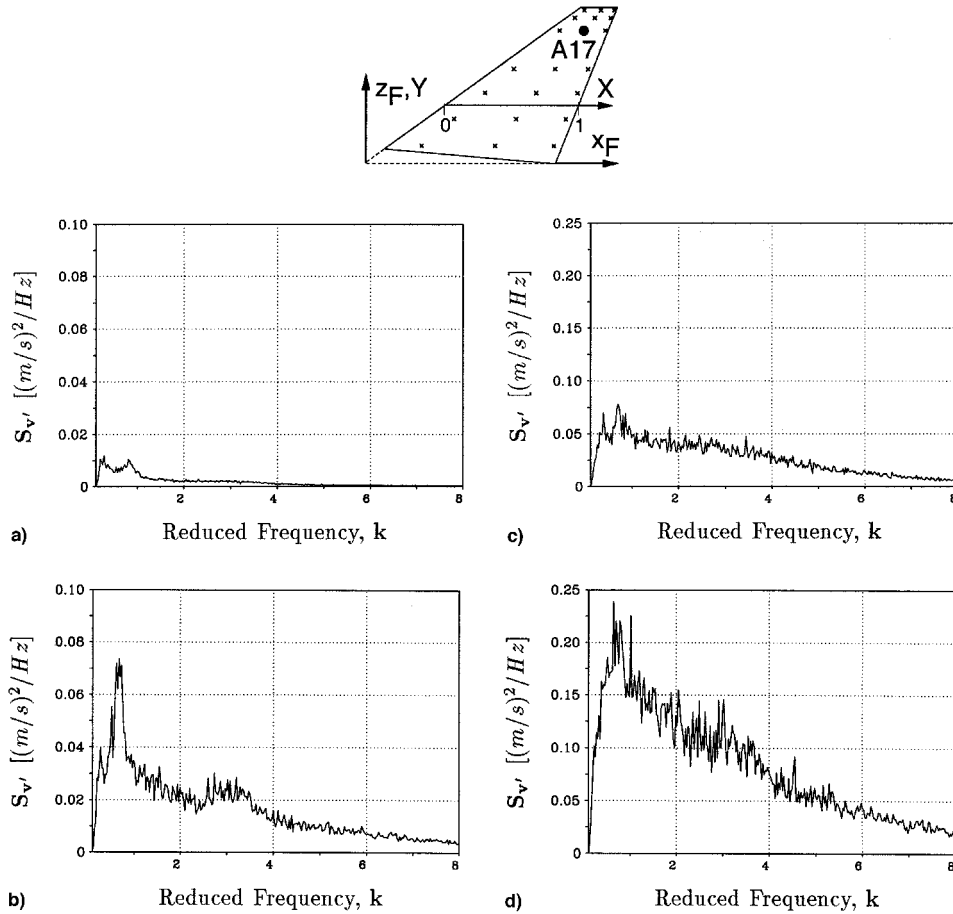 A17
z_F,Y
X
0
1
x_F
0.10
0.08
0.06
0.04
0.02
0
2
4
6
8
S_v' [(m/s)²/Hz]
Reduced Frequency, k
a)
0.25
0.20
0.15
0.10
0.05
0
2
4
6
8
S_v' [(m/s)²/Hz]
Reduced Frequency, k
c)
0.10
0.08
0.06
0.04
0.02
0
2
4
6
8
S_v' [(m/s)²/Hz]
Reduced Frequency, k
b)
0.25
0.20
0.15
0.10
0.05
0
2
4
6
8
S_v' [(m/s)²/Hz]
Reduced Frequency, k
d)